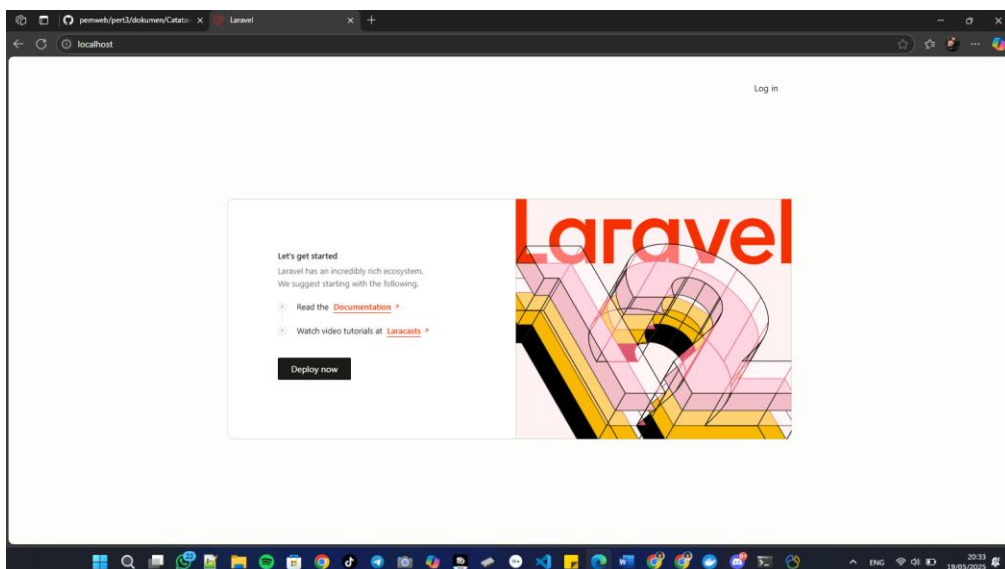 pemweb/pert3/dokumen/Catata
Laravel
localhost
Log in
Let's get started
Laravel has an incredibly rich ecosystem.
We suggest starting with the following.
Read the Documentation
Watch video tutorials at Laracasts
Deploy now
Laravel
22
ENG
20:33
19/05/2025